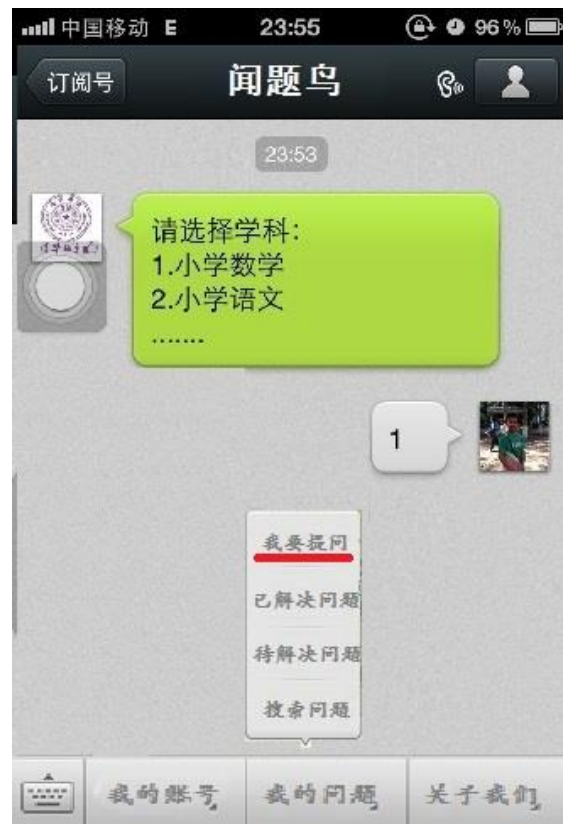 中国移动 E 23:55 96%
订阅号 闻题鸟
23:53
请选择学科:
1.小学数学
2.小学语文
.......
1
我要提问
已解决问题
待解决问题
搜索问题
我的账号 我的问题 关于我们